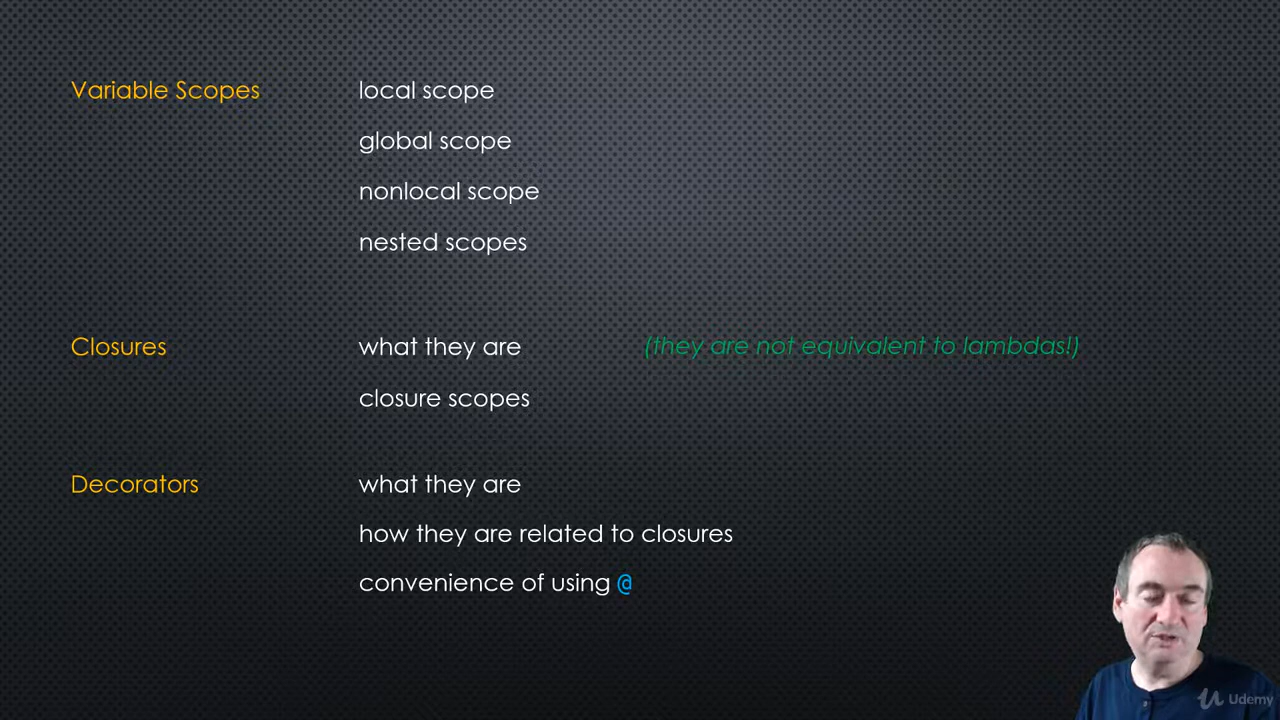 Variable Scopes local scope
global scope
nonlocal scope
nested scopes
Closures what they are (they are not equivalent to lambdas!)
closure scopes
Decorators what they are
how they are related to closures
convenience of using @
Udemy